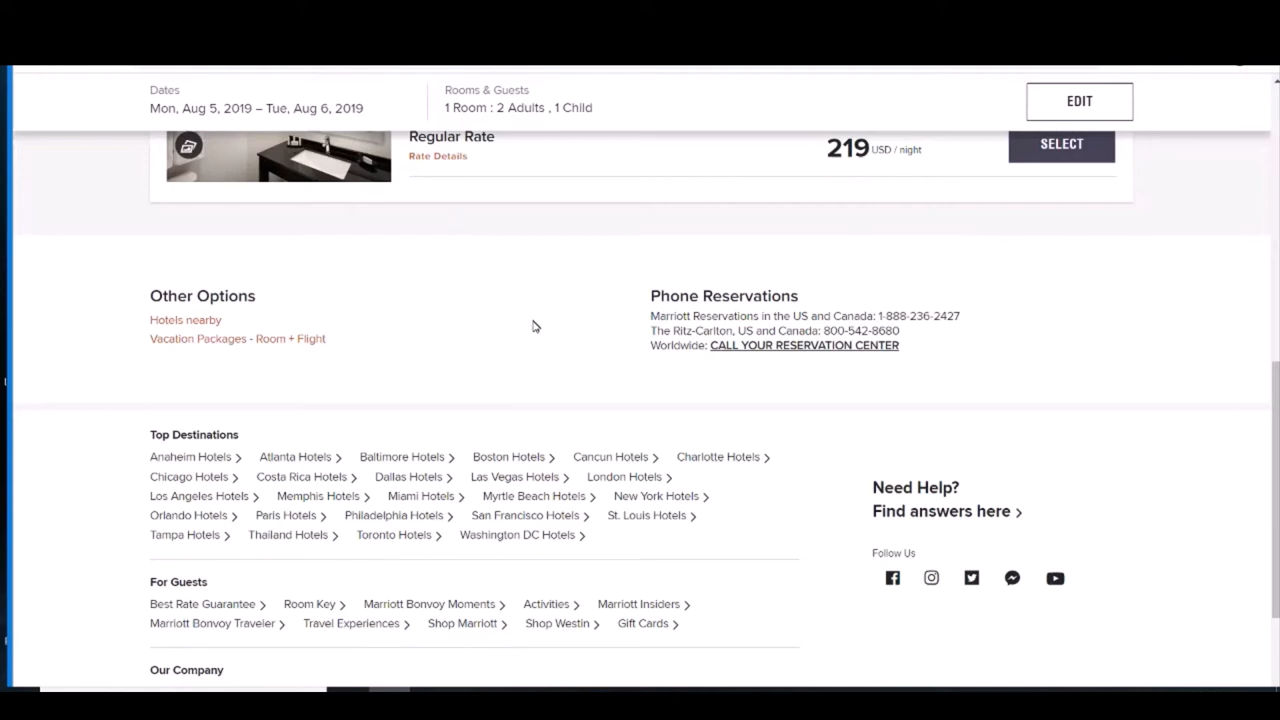 Dates
Mon, Aug 5, 2019 – Tue, Aug 6, 2019
Rooms & Guests
1 Room : 2 Adults , 1 Child
EDIT
Regular Rate
Rate Details
219 USD / night
SELECT
Other Options
Hotels nearby
Vacation Packages - Room + Flight
Phone Reservations
Marriott Reservations in the US and Canada: 1-888-236-2427
The Ritz-Carlton, US and Canada: 800-542-8680
Worldwide: CALL YOUR RESERVATION CENTER
Top Destinations
Anaheim Hotels Atlanta Hotels Baltimore Hotels Boston Hotels Cancun Hotels Charlotte Hotels
Chicago Hotels Costa Rica Hotels Dallas Hotels Las Vegas Hotels London Hotels
Los Angeles Hotels Memphis Hotels Miami Hotels Myrtle Beach Hotels New York Hotels
Orlando Hotels Paris Hotels Philadelphia Hotels San Francisco Hotels St. Louis Hotels
Tampa Hotels Thailand Hotels Toronto Hotels Washington DC Hotels
Need Help?
Find answers here
Follow Us
For Guests
Best Rate Guarantee Room Key Marriott Bonvoy Moments Activities Marriott Insiders
Marriott Bonvoy Traveler Travel Experiences Shop Marriott Shop Westin Gift Cards
Our Company